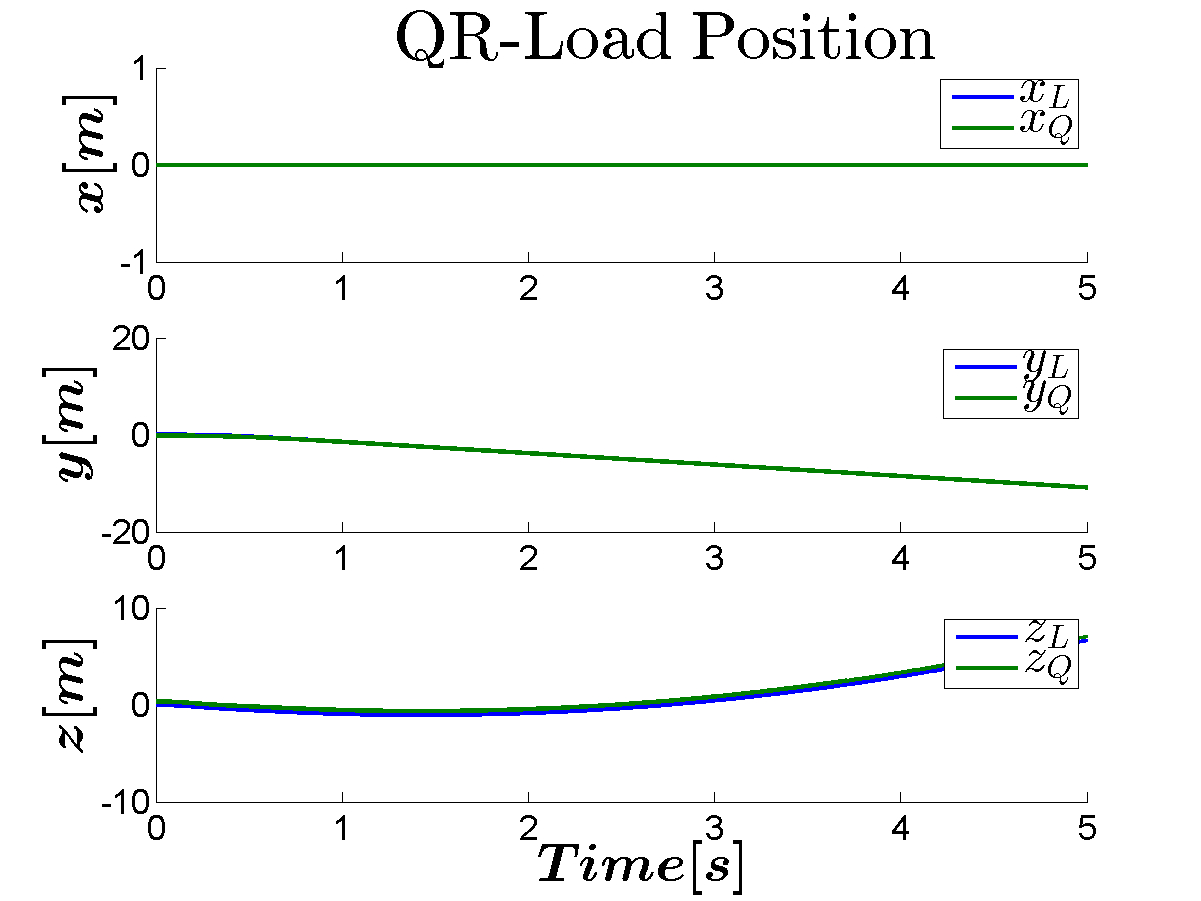 QR-Load Position
1
0
-1
x[m]
x_L
x_Q
0 1 2 3 4 5
20
0
-20
y[m]
y_L
y_Q
0 1 2 3 4 5
10
0
-10
z[m]
z_L
z_Q
0 1 2 3 4 5
Time[s]